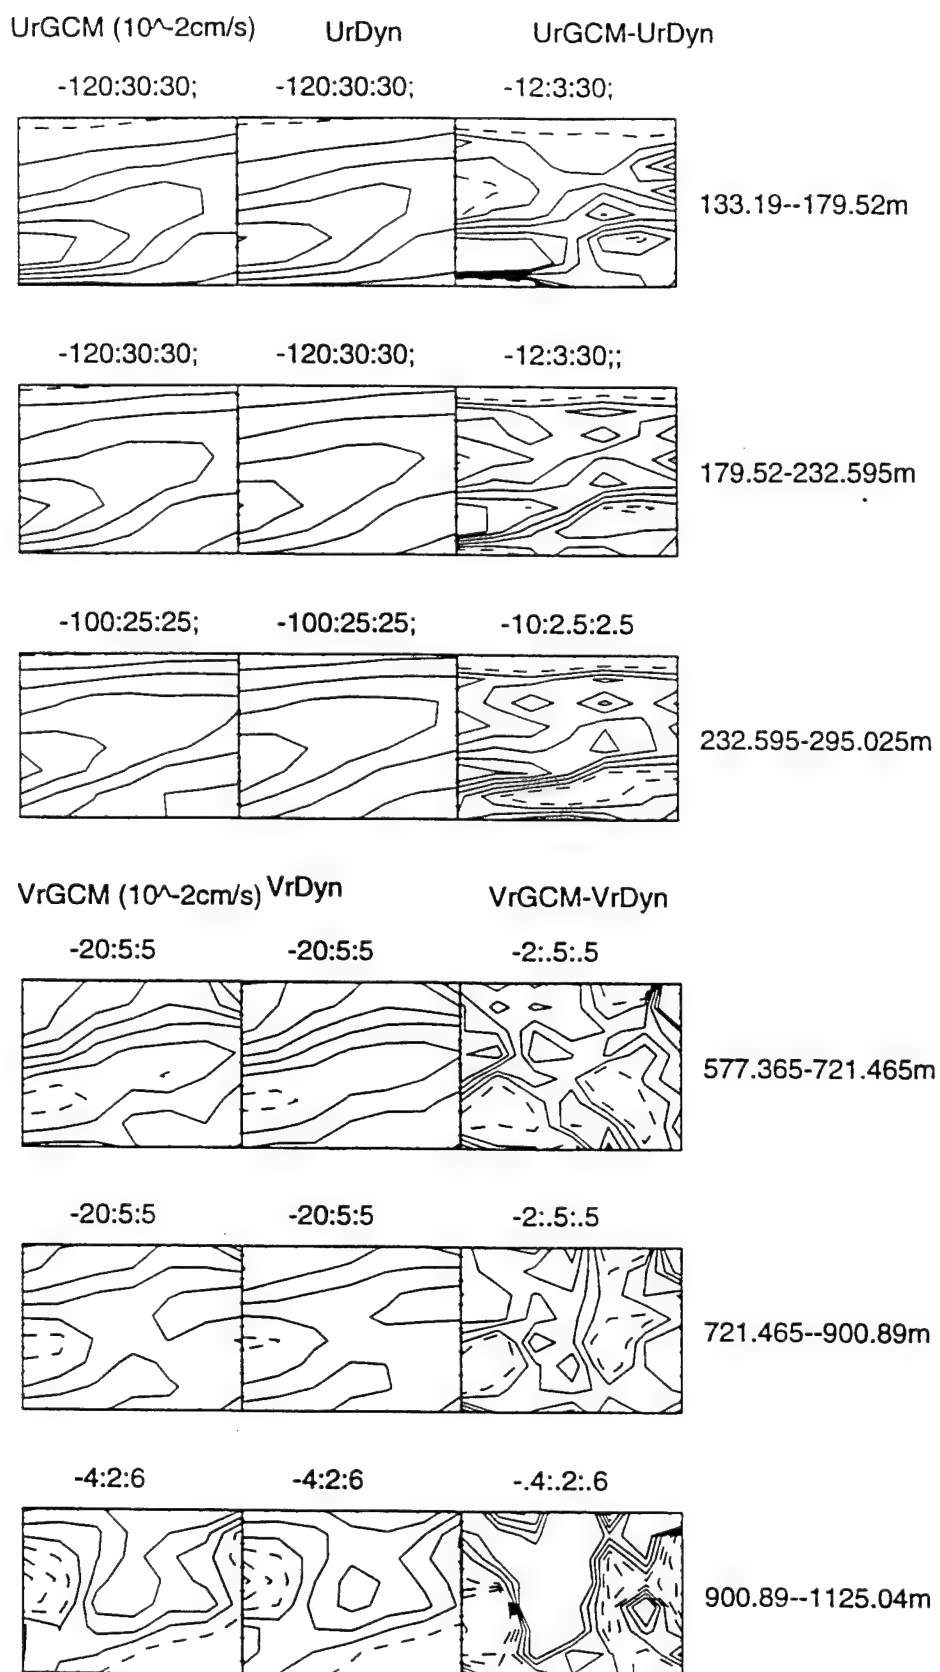 UrGCM (10^-2cm/s) UrDyn UrGCM-UrDyn
-120:30:30; -120:30:30; -12:3:30;
133.19--179.52m
-120:30:30; -120:30:30; -12:3:30;;
179.52-232.595m
-100:25:25; -100:25:25; -10:2.5:2.5
232.595-295.025m
VrGCM (10^-2cm/s) VrDyn VrGCM-VrDyn
-20:5:5 -20:5:5 -2:.5:.5
577.365-721.465m
-20:5:5 -20:5:5 -2:.5:.5
721.465--900.89m
-4:2:6 -4:2:6 -.4:.2:.6
900.89--1125.04m